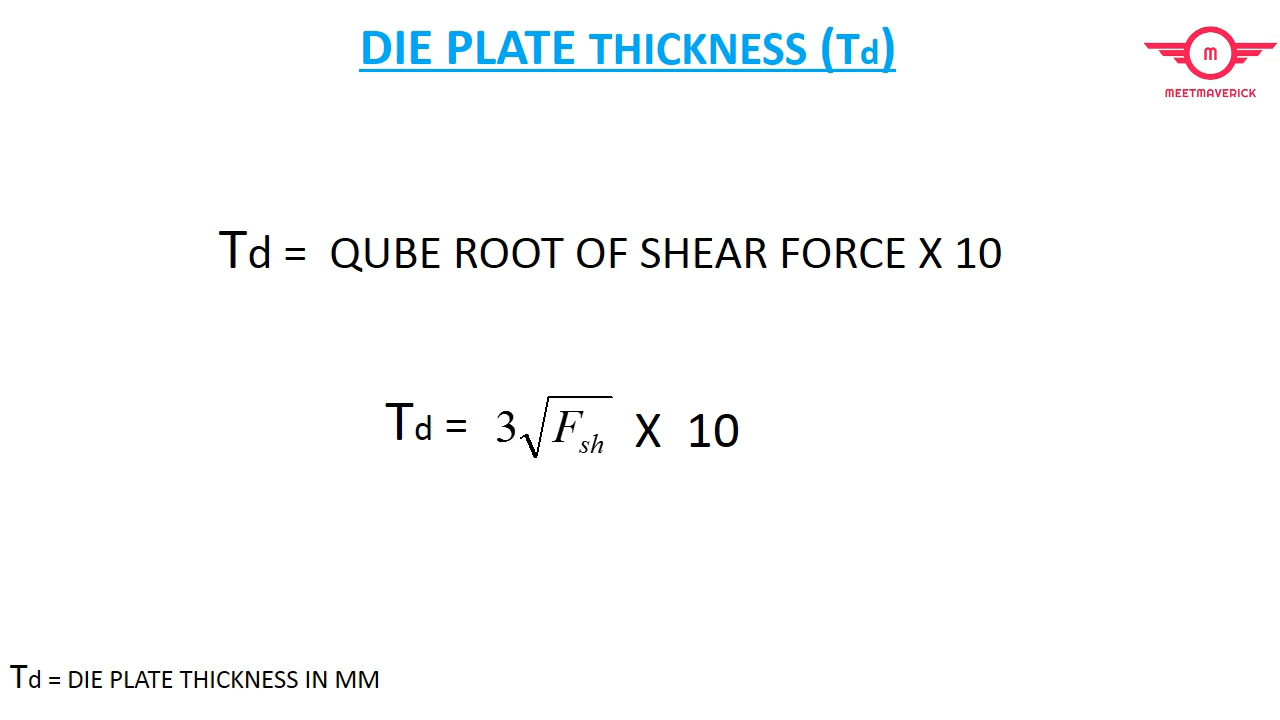 DIE PLATE THICKNESS (Td)
M
MEETMAVERICK
Td = QUBE ROOT OF SHEAR FORCE X 10
Td = 3√Fsh X 10
Td = DIE PLATE THICKNESS IN MM